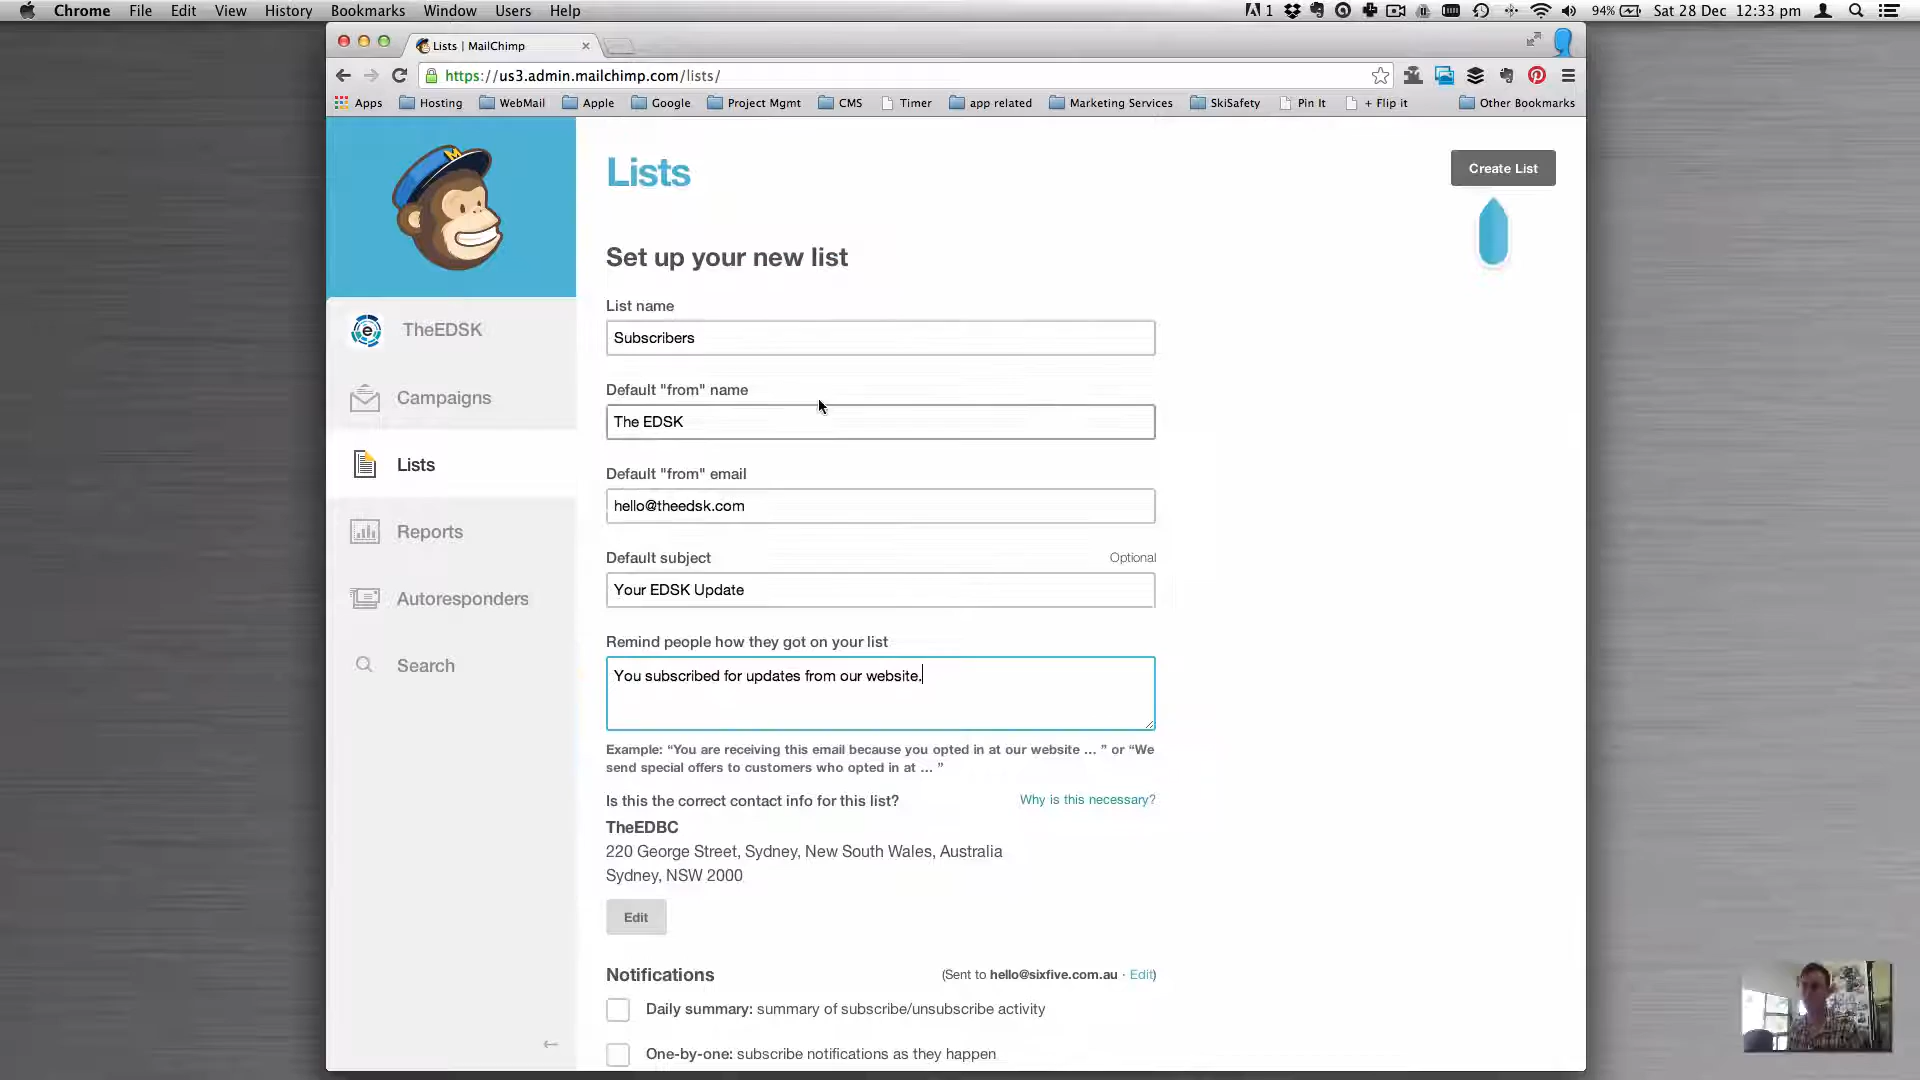 Chrome File Edit View History Bookmarks Window Users Help
1 94% Sat 28 Dec 12:33 pm
Lists | MailChimp
https://us3.admin.mailchimp.com/lists/
Apps Hosting WebMail Apple Google Project Mgmt CMS Timer app related Marketing Services SkiSafety Pin It + Flip it Other Bookmarks
TheEDSK
Campaigns
Lists
Reports
Autoresponders
Search
Lists
Create List
Set up your new list
List name
Subscribers
Default "from" name
The EDSK
Default "from" email
hello@theedsk.com
Default subject Optional
Your EDSK Update
Remind people how they got on your list
You subscribed for updates from our website.
Example: “You are receiving this email because you opted in at our website ... ” or “We
send special offers to customers who opted in at ... ”
Is this the correct contact info for this list? Why is this necessary?
TheEDBC
220 George Street, Sydney, New South Wales, Australia
Sydney, NSW 2000
Edit
Notifications (Sent to hello@sixfive.com.au · Edit)
Daily summary: summary of subscribe/unsubscribe activity
One-by-one: subscribe notifications as they happen